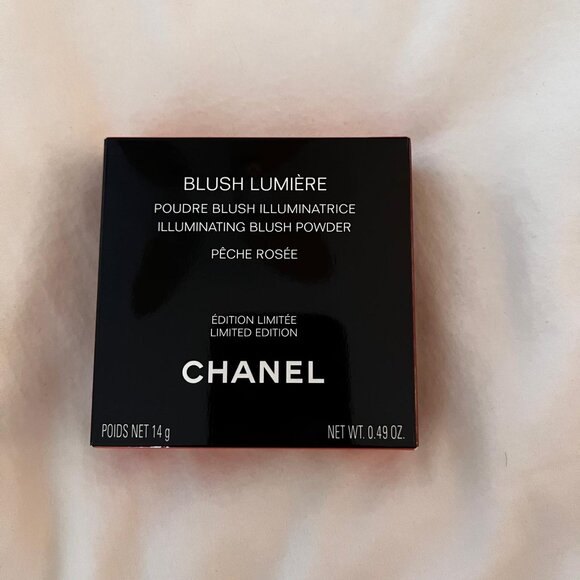 BLUSH LUMIÈRE
POUDRE BLUSH ILLUMINATRICE
ILLUMINATING BLUSH POWDER
PÊCHE ROSÉE
ÉDITION LIMITÉE
LIMITED EDITION
CHANEL
POIDS NET 14 g NET WT. 0.49 OZ.